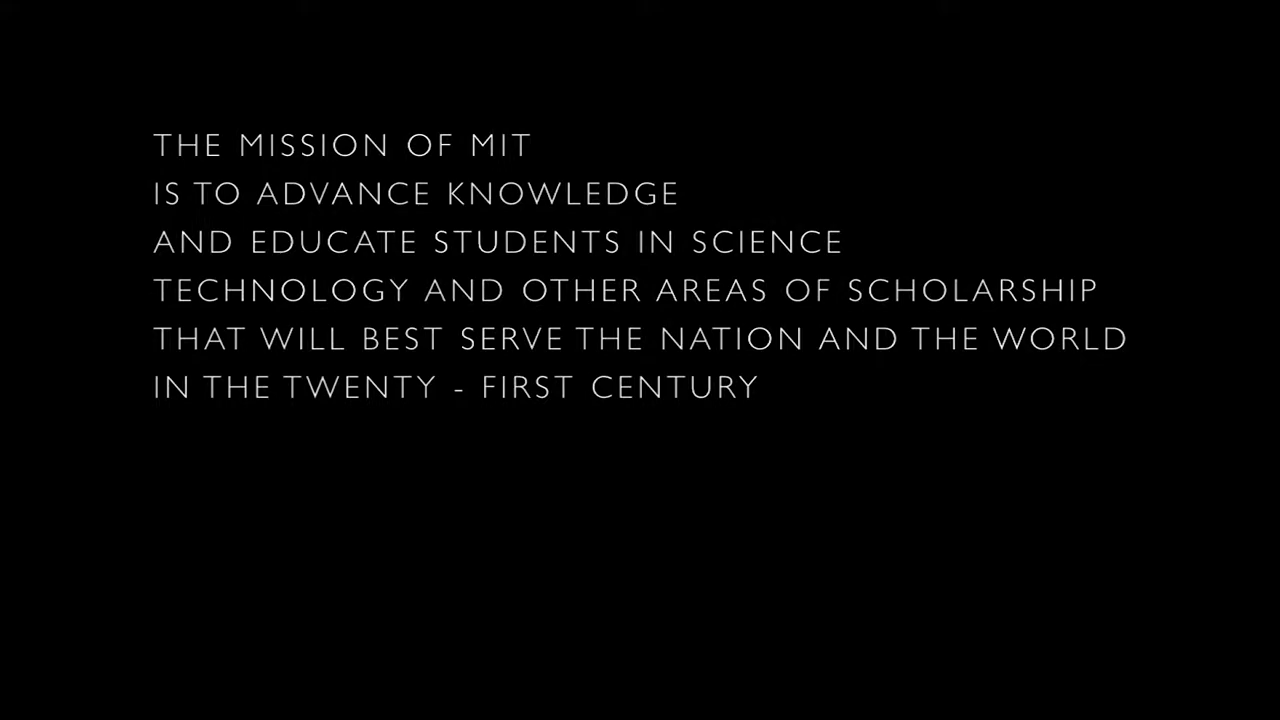 THE MISSION OF MIT
IS TO ADVANCE KNOWLEDGE
AND EDUCATE STUDENTS IN SCIENCE
TECHNOLOGY AND OTHER AREAS OF SCHOLARSHIP
THAT WILL BEST SERVE THE NATION AND THE WORLD
IN THE TWENTY - FIRST CENTURY